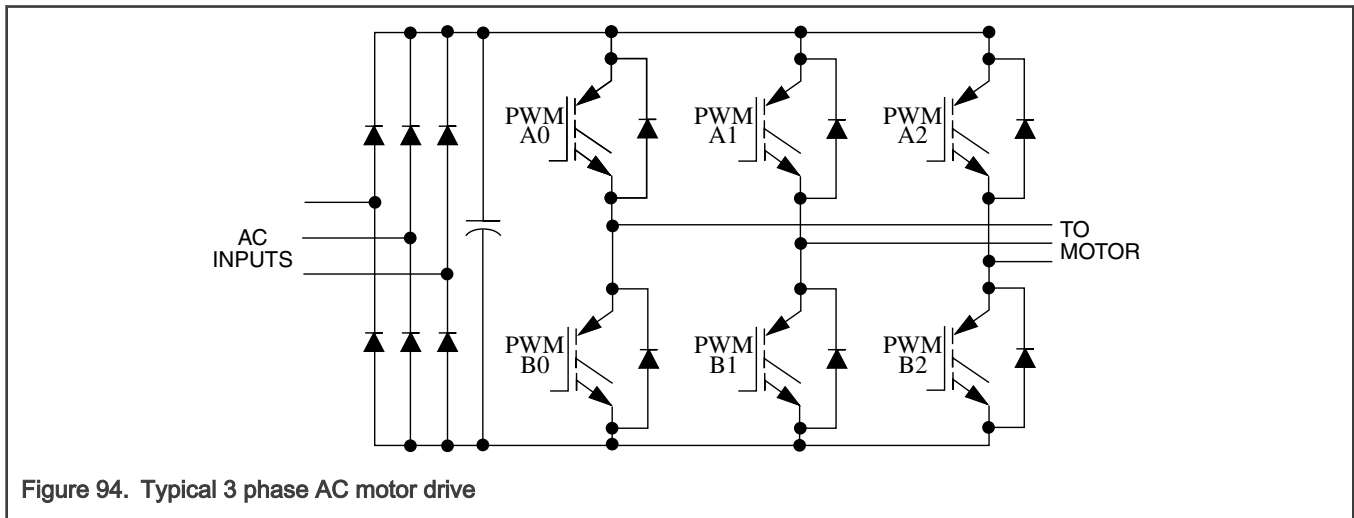 PWM
A0
PWM
A1
PWM
A2
AC
INPUTS
TO
MOTOR
PWM
B0
PWM
B1
PWM
B2
Figure 94. Typical 3 phase AC motor drive